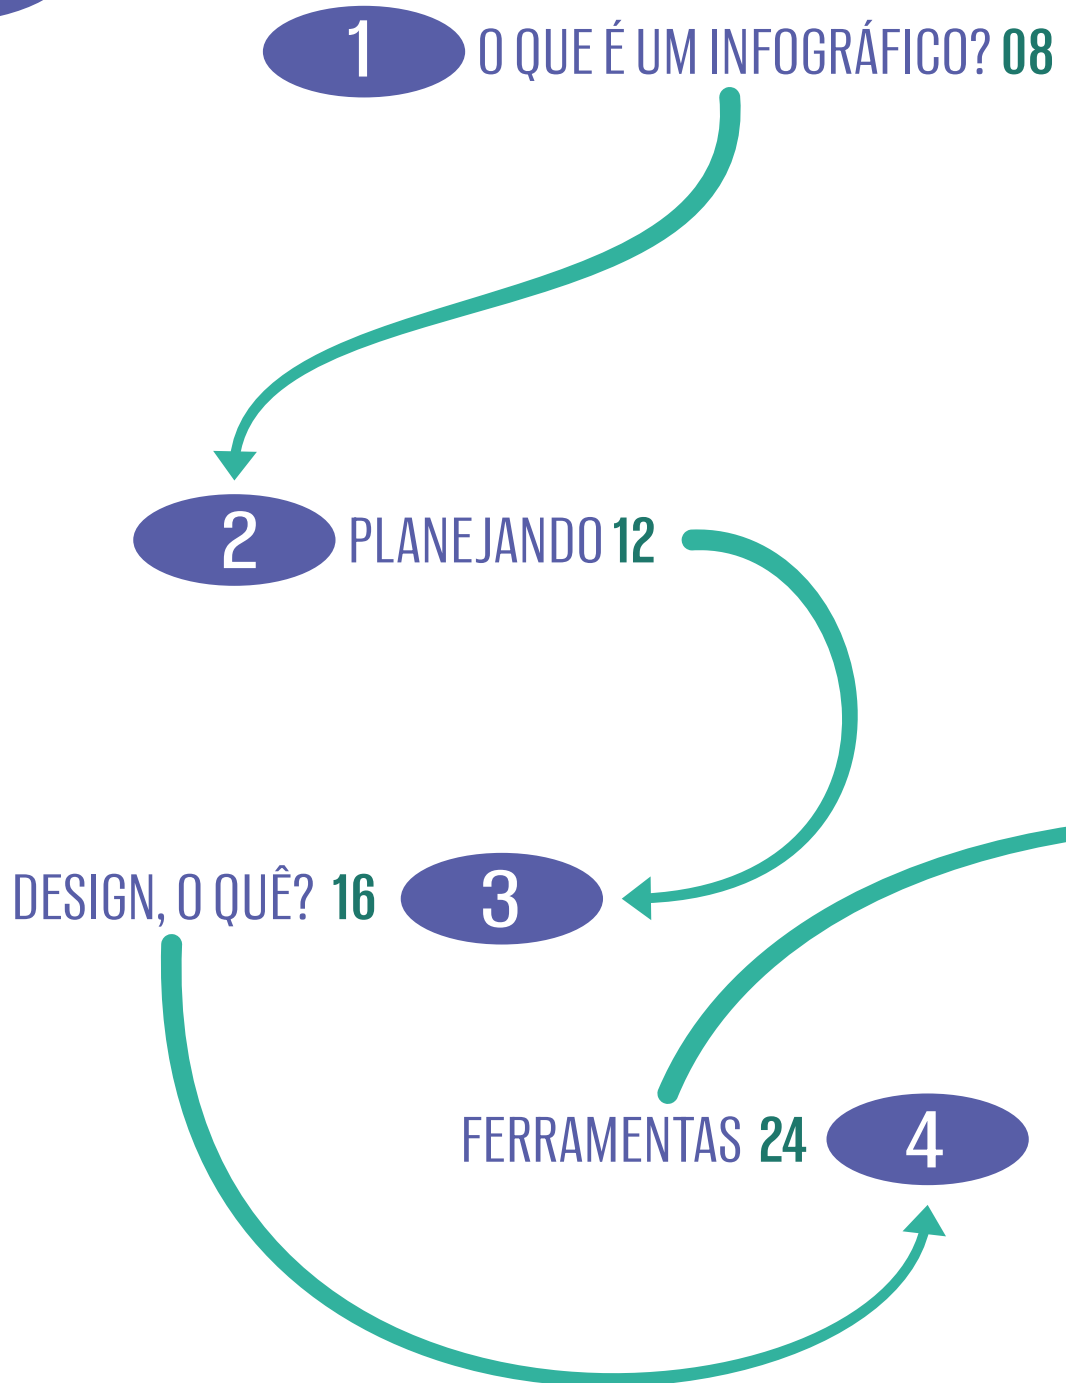 1 O QUE É UM INFOGRÁFICO? 08
2 PLANEJANDO 12
DESIGN, O QUÊ? 16 3
FERRAMENTAS 24 4